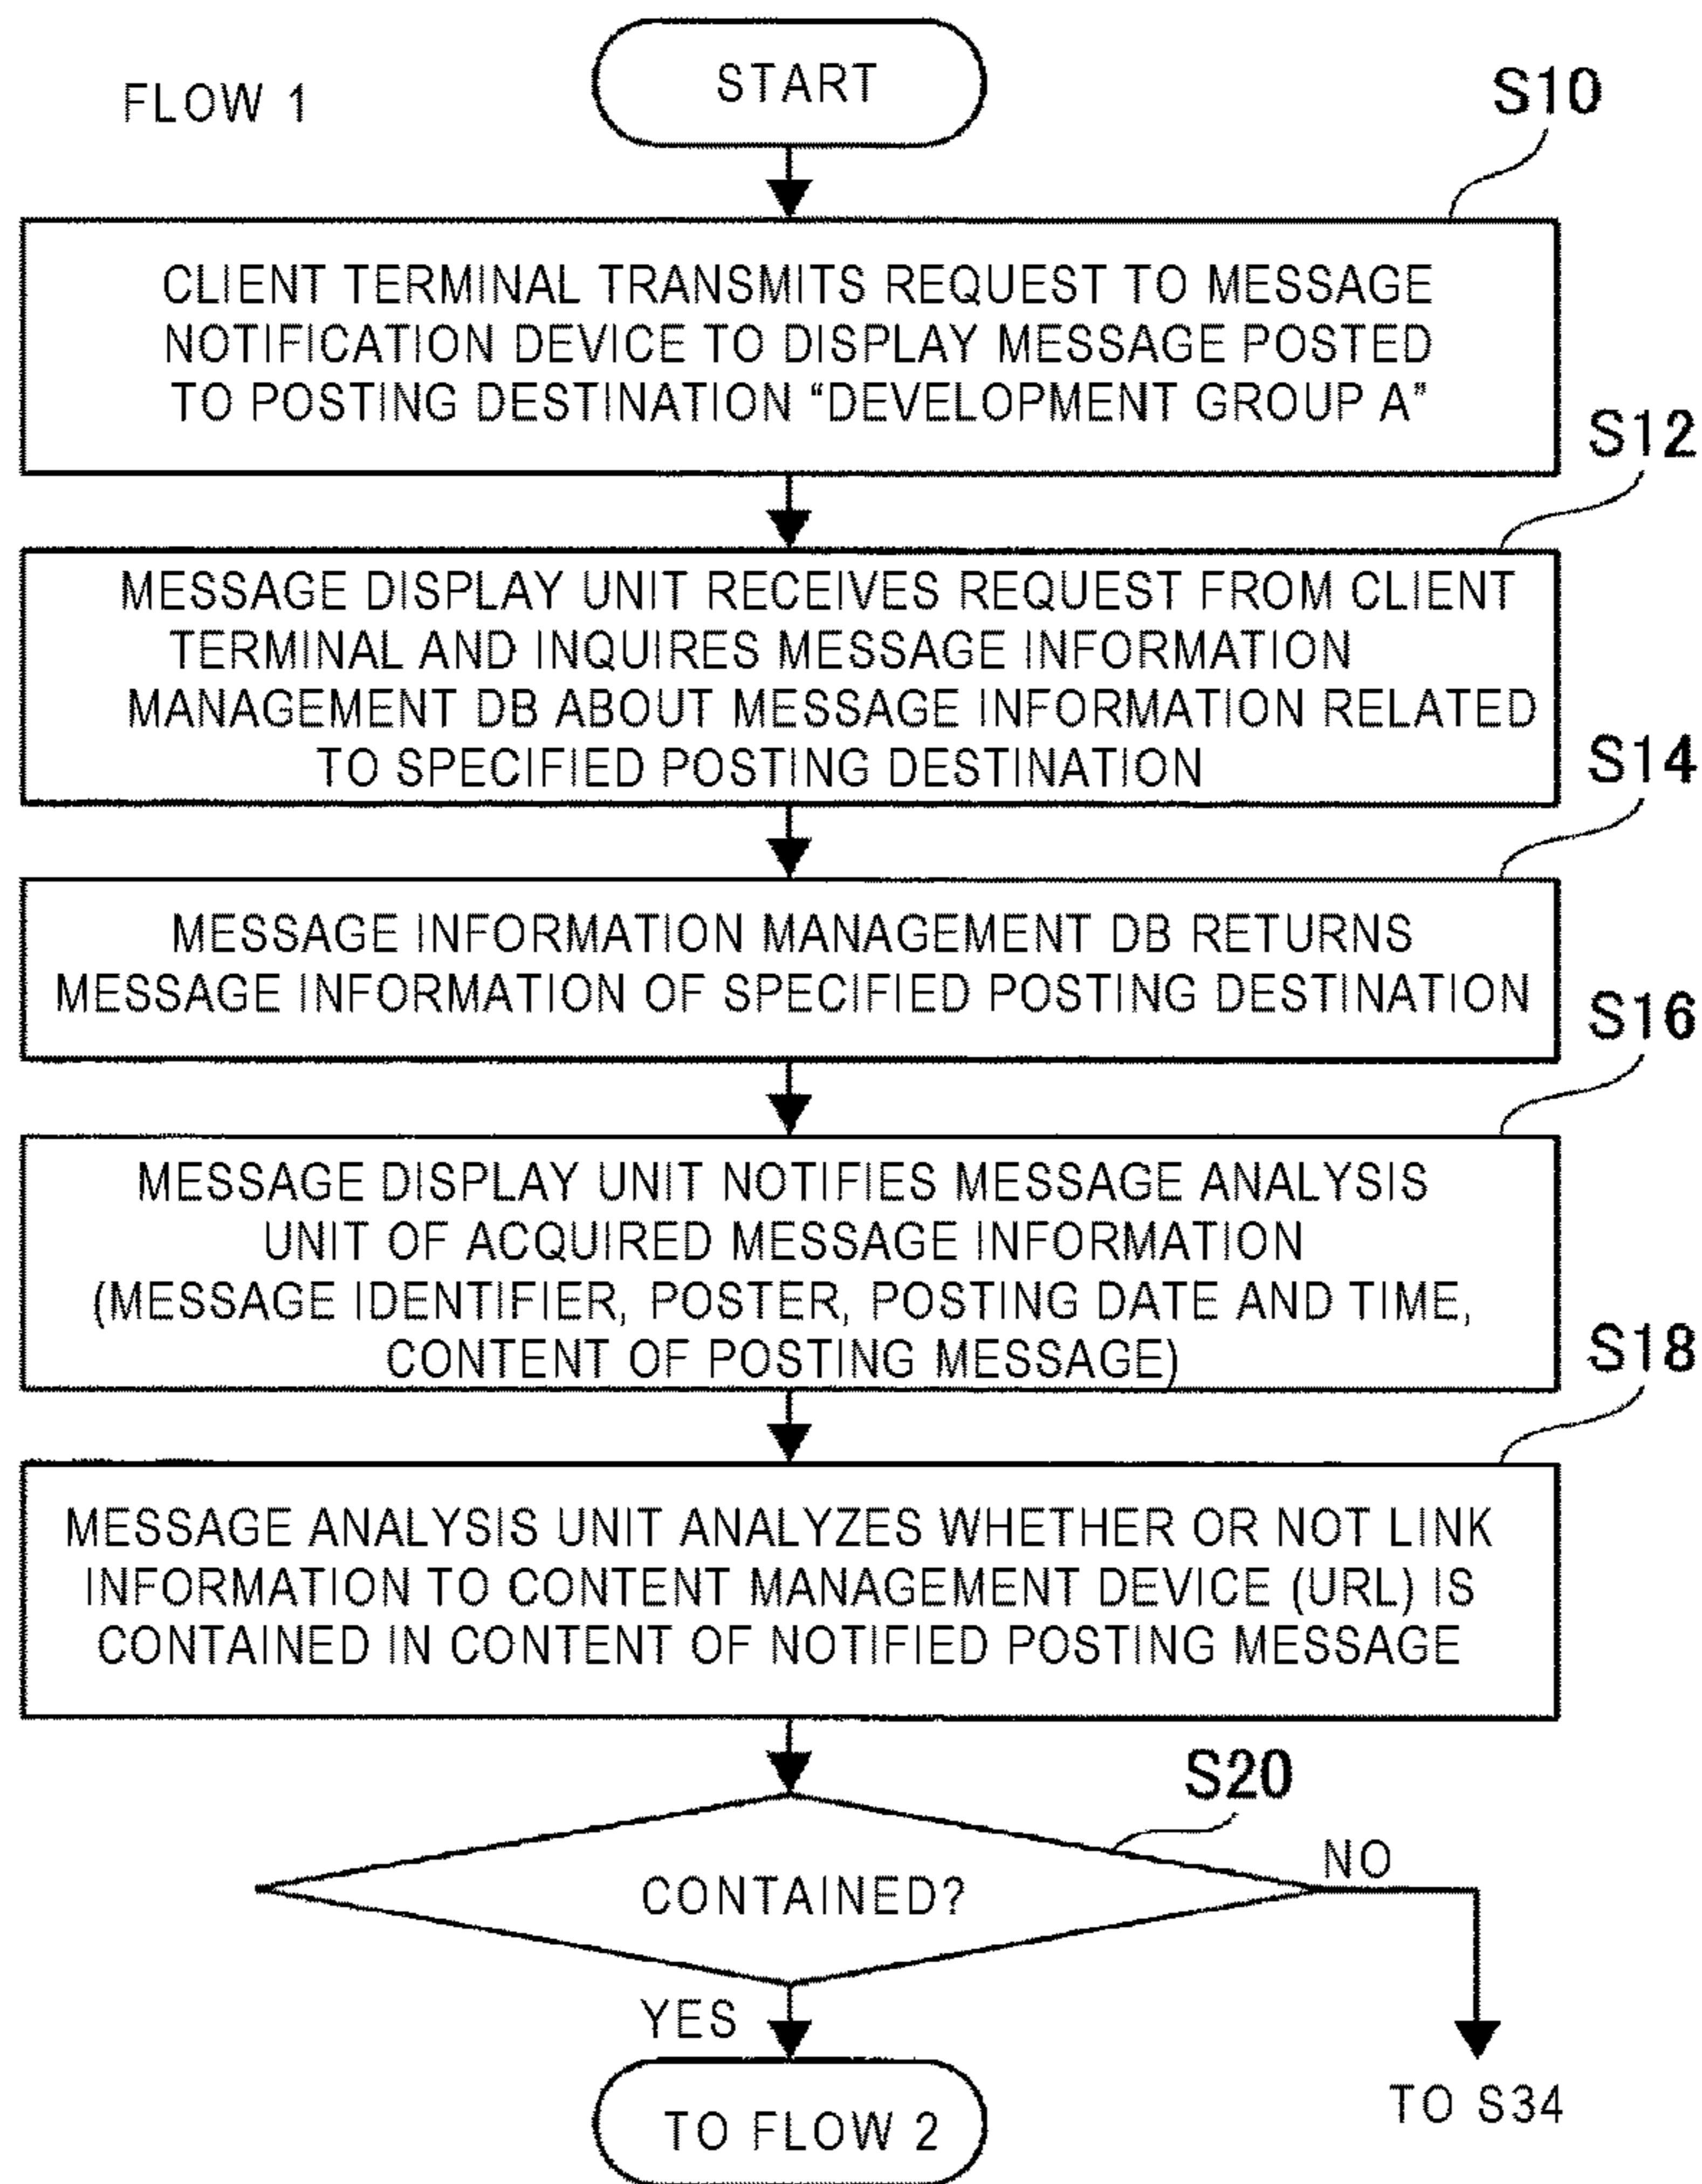 FLOW 1
START
S10
CLIENT TERMINAL TRANSMITS REQUEST TO MESSAGE
NOTIFICATION DEVICE TO DISPLAY MESSAGE POSTED
TO POSTING DESTINATION “DEVELOPMENT GROUP A”
S12
MESSAGE DISPLAY UNIT RECEIVES REQUEST FROM CLIENT
TERMINAL AND INQUIRES MESSAGE INFORMATION
MANAGEMENT DB ABOUT MESSAGE INFORMATION RELATED
TO SPECIFIED POSTING DESTINATION
S14
MESSAGE INFORMATION MANAGEMENT DB RETURNS
MESSAGE INFORMATION OF SPECIFIED POSTING DESTINATION
S16
MESSAGE DISPLAY UNIT NOTIFIES MESSAGE ANALYSIS
UNIT OF ACQUIRED MESSAGE INFORMATION
(MESSAGE IDENTIFIER, POSTER, POSTING DATE AND TIME,
CONTENT OF POSTING MESSAGE)
S18
MESSAGE ANALYSIS UNIT ANALYZES WHETHER OR NOT LINK
INFORMATION TO CONTENT MANAGEMENT DEVICE (URL) IS
CONTAINED IN CONTENT OF NOTIFIED POSTING MESSAGE
S20
CONTAINED?
NO
YES
TO FLOW 2
TO S34